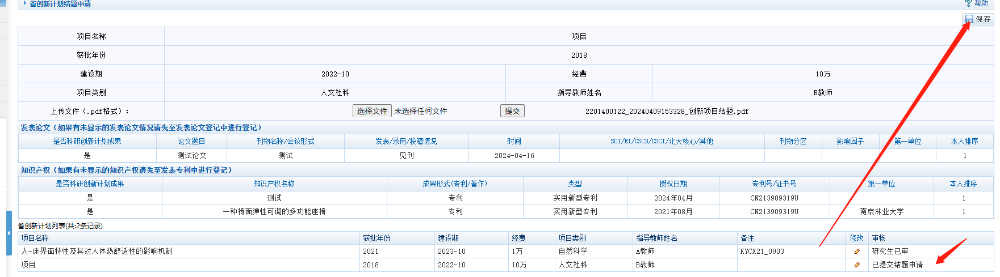 省创新计划结题申请 帮助
保存
项目名称 项目
获批年份 2018
建设期 2022-10 经费 10万
项目类别 人文社科 指导教师姓名 B教师
上传文件（.pdf格式）： 选择文件 未选择任何文件 提交 2201400122_20240409153328_创新项目结题.pdf
发表论文（如果有未显示的发表论文情况请先至发表论文登记中进行登记）
是否科研创新计划成果 论文题目 刊物名称/会议形式 发表/录用/投稿情况 时间 SCI/EI/CSCD/CSCI/北大核心/其他 刊物分区 影响因子 第一单位 本人排序
是 测试论文 测试 见刊 2024-04-16 1
知识产权（如果有未显示的知识产权请先至发表专利中进行登记）
是否科研创新计划成果 知识产权名称 成果形式(专利/著作) 类型 授权日期 专利号/证书号 第一单位 本人排序
是 测试 专利 实用新型专利 2024年04月 CN213909319U 1
是 一种椅面弹性可调的多功能座椅 专利 实用新型专利 2021年08月 CN213909319U 南京林业大学 1
省创新计划列表(共:2条记录)
项目名称 获批年份 建设期 经费 项目类别 指导教师姓名 备注 修改 审核
人-床界面特性及其对人体热舒适性的影响机制 2021 2023-10 1万 自然科学 A教师 KYCX21_0903 研究生已审
项目 2018 2022-10 10万 人文社科 B教师 已提交结题申请